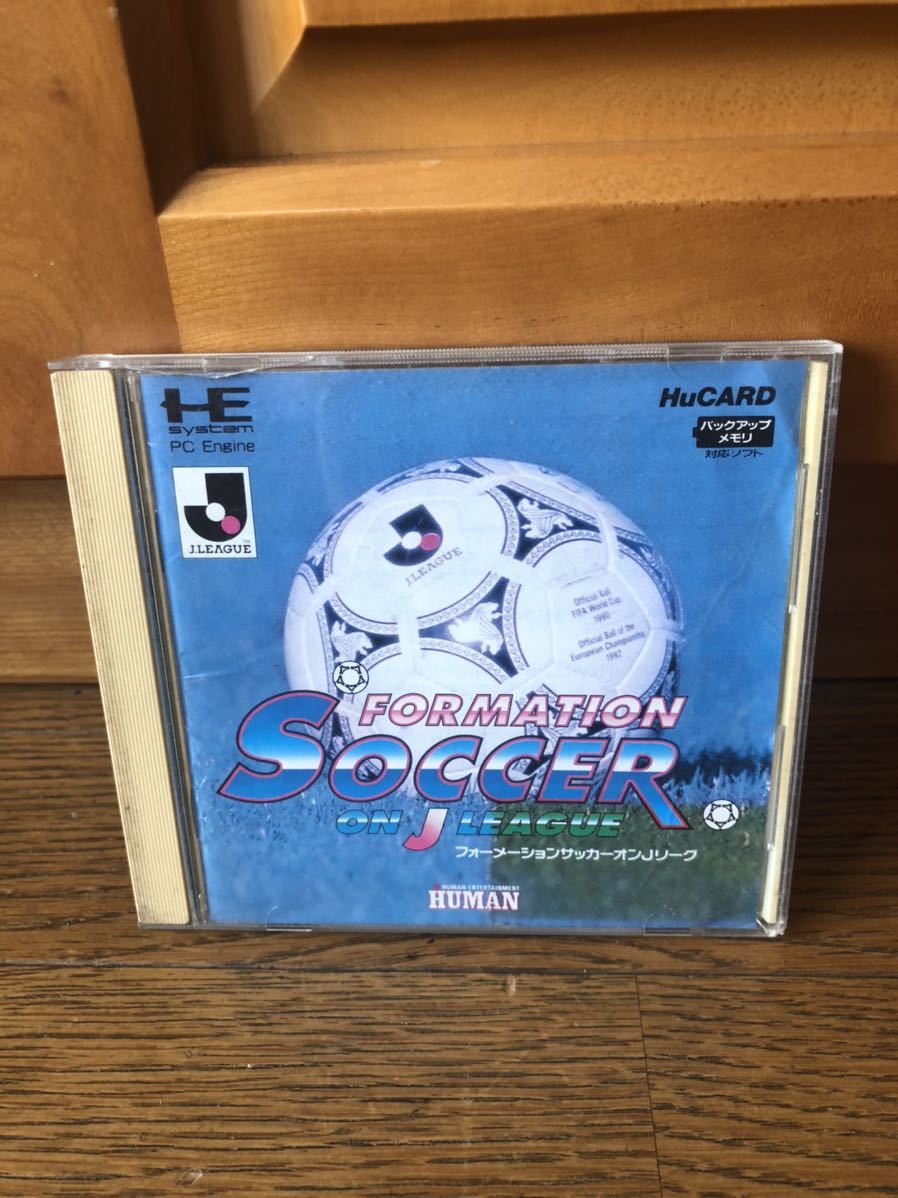 HE
system
PC Engine
HuCARD
バックアップ
メモリ
対応ソフト
J.LEAGUE™
J.LEAGUE
Official Ball
FIFA World Cup
1990
Official Ball of the
European Championship
1992
FORMATION
SOCCER
ON J LEAGUE
フォーメーションサッカーオンJリーグ
HUMAN ENTERTAINMENT
HUMAN